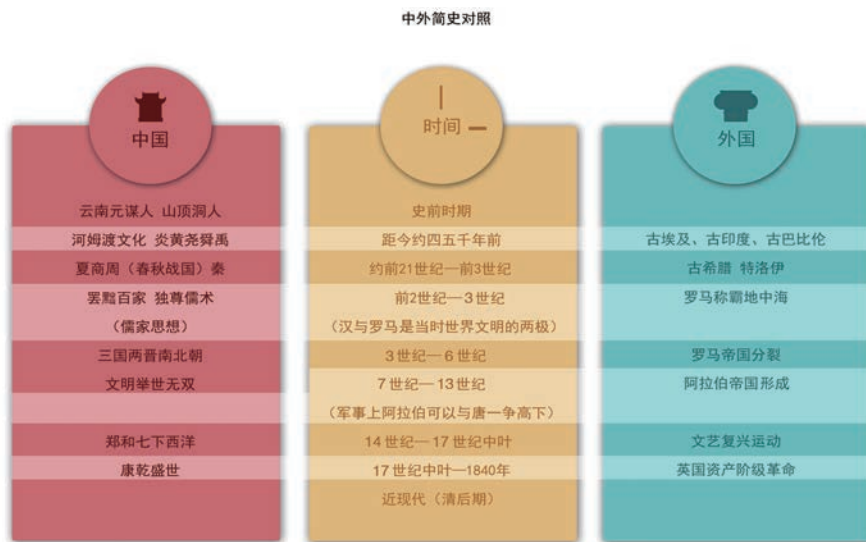 中外简史对照
中国
时间
外国
云南元谋人 山顶洞人
史前时期
河姆渡文化 炎黄尧舜禹
距今约四五千年前
古埃及、古印度、古巴比伦
夏商周（春秋战国）秦
约前21世纪—前3世纪
古希腊 特洛伊
罢黜百家 独尊儒术
前2世纪—3世纪
罗马称霸地中海
（儒家思想）
（汉与罗马是当时世界文明的两极）
三国两晋南北朝
3世纪—6世纪
罗马帝国分裂
文明举世无双
7世纪—13世纪
阿拉伯帝国形成
（军事上阿拉伯可以与唐一争高下）
郑和七下西洋
14世纪—17世纪中叶
文艺复兴运动
康乾盛世
17世纪中叶—1840年
英国资产阶级革命
近现代（清后期）